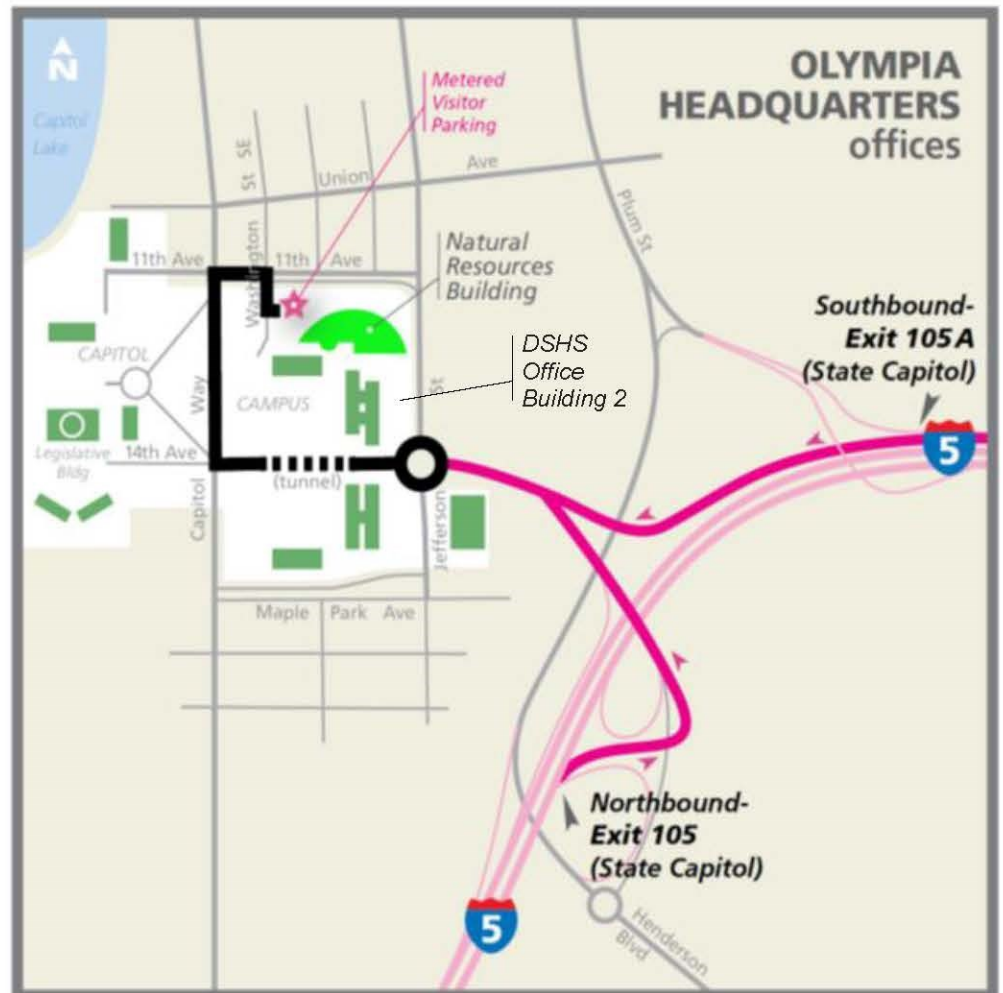 OLYMPIA
HEADQUARTERS
offices
N
Capitol
Lake
Metered
Visitor
Parking
St SE
Union
Ave
Plum St
Washington
11th Ave
11th
Ave
Natural
Resources
Building
Southbound-
Exit 105A
(State Capitol)
5
DSHS
Office
Building 2
CAPITOL
CAMPUS
Way
St
Legislative
Bldg
14th Ave
(tunnel)
Capitol
Jefferson
Maple
Park
Ave
Northbound-
Exit 105
(State Capitol)
5
Henderson
Blvd